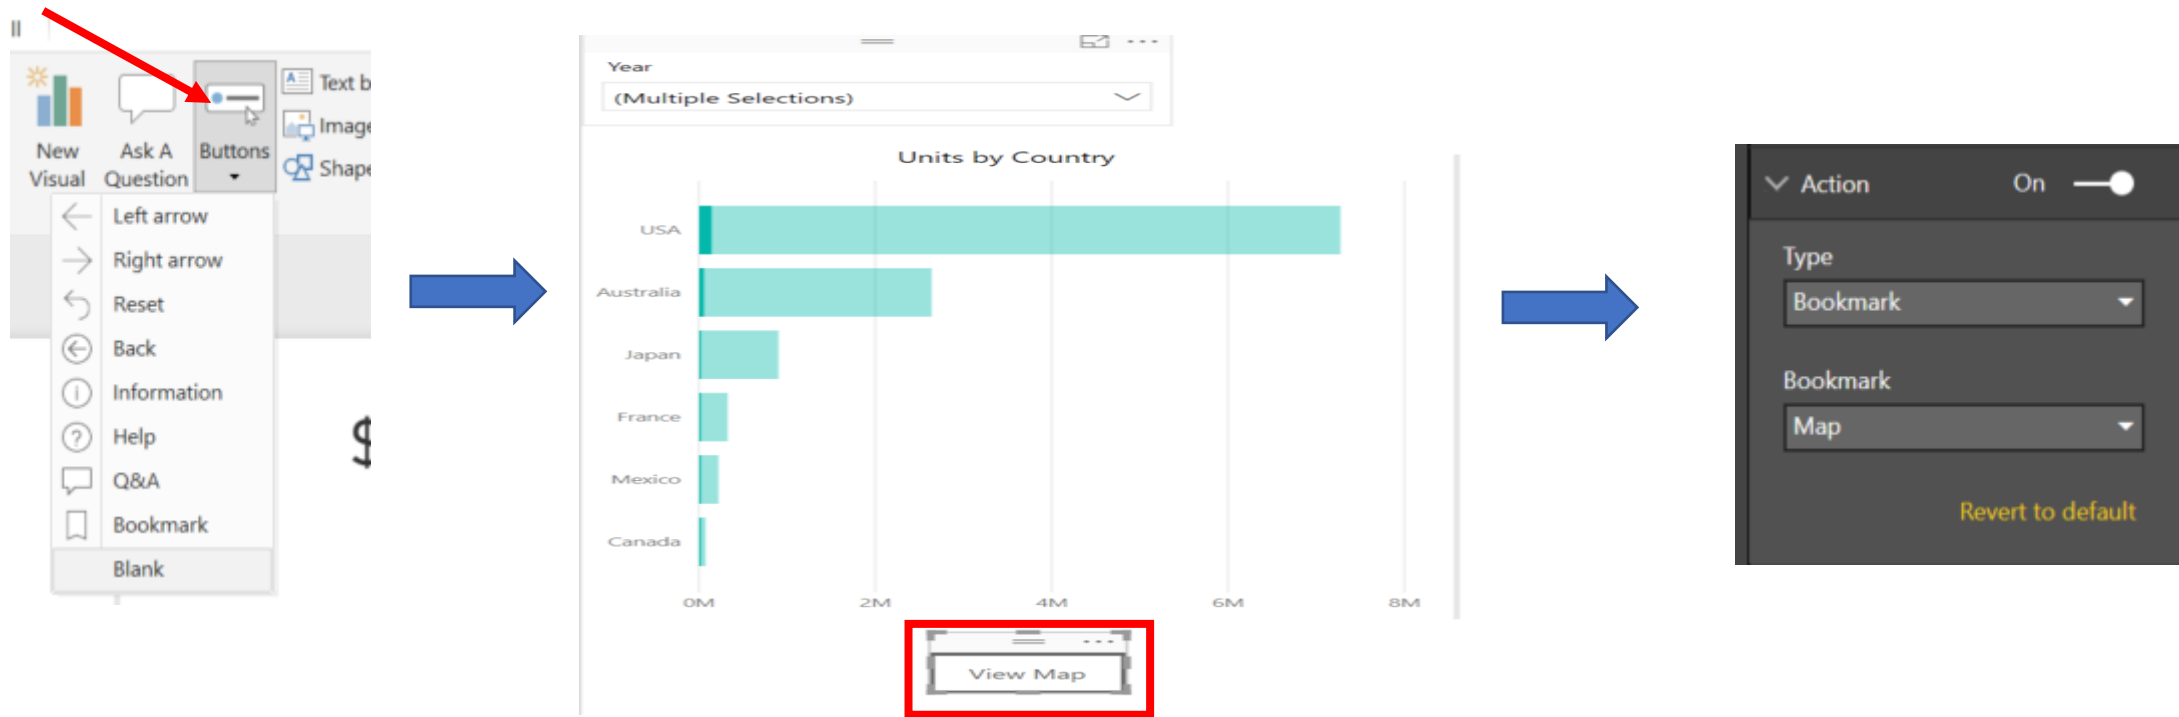 New
Visual
Ask A
Question
Buttons
Text b
Image
Shape
Left arrow
Right arrow
Reset
Back
Information
Help
Q&A
Bookmark
Blank
$
Year
(Multiple Selections)
Units by Country
USA
Australia
Japan
France
Mexico
Canada
0M 2M 4M 6M 8M
View Map
Action On
Type
Bookmark
Bookmark
Map
Revert to default